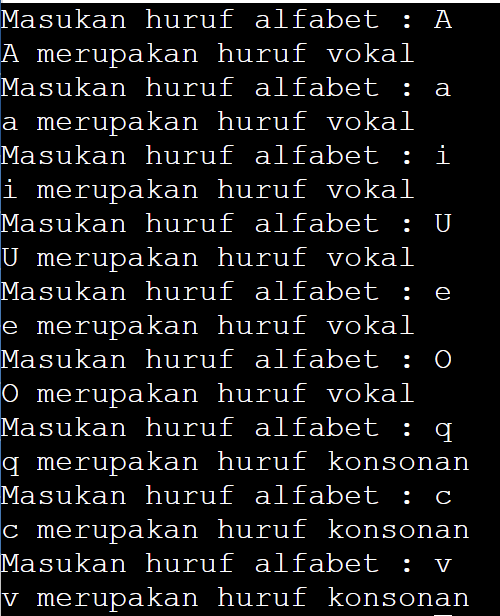 Masukan huruf alfabet : A
A merupakan huruf vokal
Masukan huruf alfabet : a
a merupakan huruf vokal
Masukan huruf alfabet : i
i merupakan huruf vokal
Masukan huruf alfabet : U
U merupakan huruf vokal
Masukan huruf alfabet : e
e merupakan huruf vokal
Masukan huruf alfabet : O
O merupakan huruf vokal
Masukan huruf alfabet : q
q merupakan huruf konsonan
Masukan huruf alfabet : c
c merupakan huruf konsonan
Masukan huruf alfabet : v
v merupakan huruf konsonan